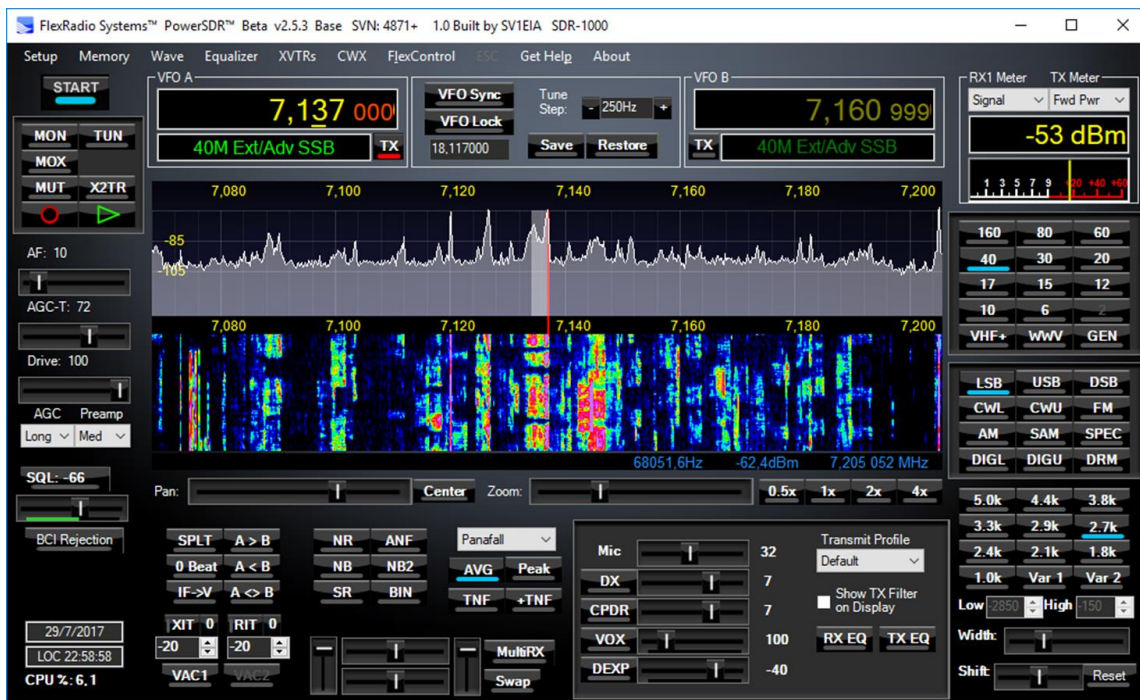 FlexRadio Systems™ PowerSDR™ Beta v2.5.3 Base SVN: 4871+ 1.0 Built by SV1EIA SDR-1000
Setup Memory Wave Equalizer XVTRs CWX FlexControl ESC Get Help About
START
MON TUN
MOX
MUT X2TR
AF: 10
AGC-T: 72
Drive: 100
AGC Preamp
Long Med
SQL: -66
BCI Rejection
29/7/2017
LOC 22:58:58
CPU %: 6,1
VFO A
7,137 000
40M Ext/Adv SSB TX
VFO Sync
VFO Lock
18,117000
Tune
Step: - 250Hz +
Save Restore
VFO B
7,160 999
TX 40M Ext/Adv SSB
RX1 Meter TX Meter
Signal Fwd Pwr
-53 dBm
1 3 5 7 9 +20 +40 +60
7,080 7,100 7,120 7,140 7,160 7,180 7,200
-85
-105
7,080 7,100 7,120 7,140 7,160 7,180 7,200
68051,6Hz -62,4dBm 7,205 052 MHz
Pan: Center Zoom: 0.5x 1x 2x 4x
SPLT A > B
0 Beat A < B
IF->V A <> B
XIT 0 RIT 0
-20 -20
VAC1 VAC2
NR ANF
NB NB2
SR BIN
Panafall
AVG Peak
TNF +TNF
MultiRX
Swap
Mic 32
DX 7
CPDR 7
VOX 100
DEXP -40
Transmit Profile
Default
Show TX Filter
on Display
RX EQ TX EQ
160 80 60
40 30 20
17 15 12
10 6 2
VHF+ WWV GEN
LSB USB DSB
CWL CWU FM
AM SAM SPEC
DIGL DIGU DRM
5.0k 4.4k 3.8k
3.3k 2.9k 2.7k
2.4k 2.1k 1.8k
1.0k Var 1 Var 2
Low -2850 High -150
Width:
Shift: Reset